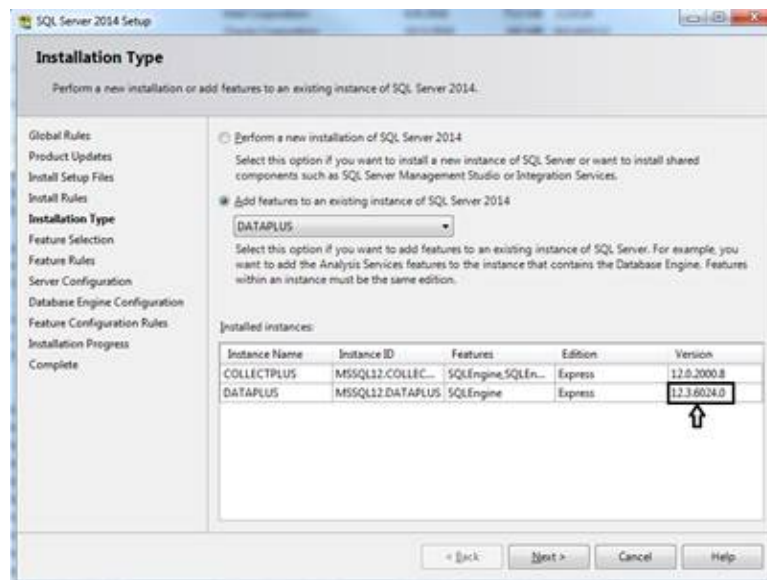 SQL Server 2014 Setup
Installation Type
Perform a new installation or add features to an existing instance of SQL Server 2014.
Global Rules
Product Updates
Install Setup Files
Install Rules
Installation Type
Feature Selection
Feature Rules
Server Configuration
Database Engine Configuration
Feature Configuration Rules
Installation Progress
Complete
Perform a new installation of SQL Server 2014
Select this option if you want to install a new instance of SQL Server or want to install shared
components such as SQL Server Management Studio or Integration Services.
Add features to an existing instance of SQL Server 2014
DATAPLUS
Select this option if you want to add features to an existing instance of SQL Server. For example, you
want to add the Analysis Services features to the instance that contains the Database Engine. Features
within an instance must be the same edition.
Installed instances:
Instance Name Instance ID Features Edition Version
COLLECTPLUS MSSQL12.COLLEC... SQLEngine,SQLEn... Express 12.0.2000.8
DATAPLUS MSSQL12.DATAPLUS SQLEngine Express 12.3.6024.0
< Back Next > Cancel Help